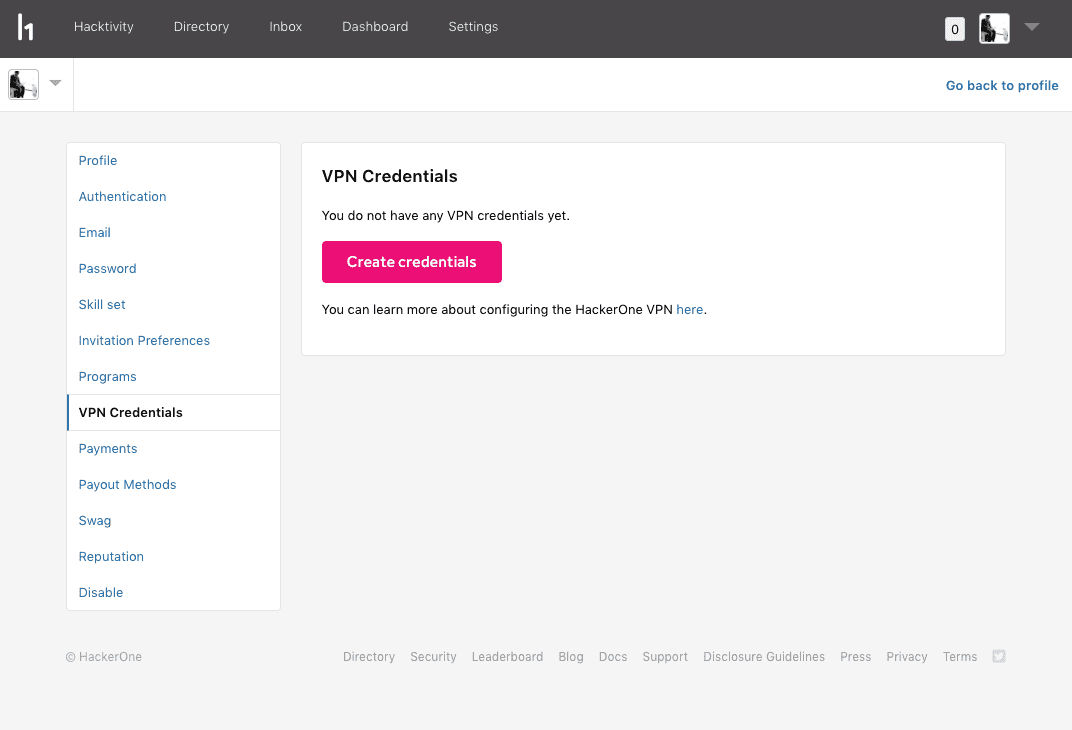 Hacktivity Directory Inbox Dashboard Settings 0
Go back to profile
Profile
Authentication
Email
Password
Skill set
Invitation Preferences
Programs
VPN Credentials
Payments
Payout Methods
Swag
Reputation
Disable
VPN Credentials
You do not have any VPN credentials yet.
Create credentials
You can learn more about configuring the HackerOne VPN here.
© HackerOne Directory Security Leaderboard Blog Docs Support Disclosure Guidelines Press Privacy Terms